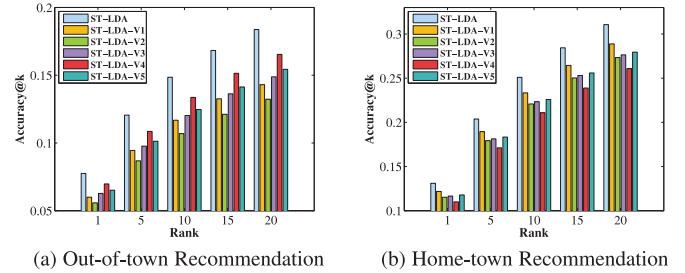 0.2
0.15
0.1
0.05
Accuracy@k
ST−LDA
ST−LDA−V1
ST−LDA−V2
ST−LDA−V3
ST−LDA−V4
ST−LDA−V5
1 5 10 15 20
Rank
(a) Out-of-town Recommendation
0.3
0.25
0.2
0.15
0.1
Accuracy@k
ST−LDA
ST−LDA−V1
ST−LDA−V2
ST−LDA−V3
ST−LDA−V4
ST−LDA−V5
1 5 10 15 20
Rank
(b) Home-town Recommendation